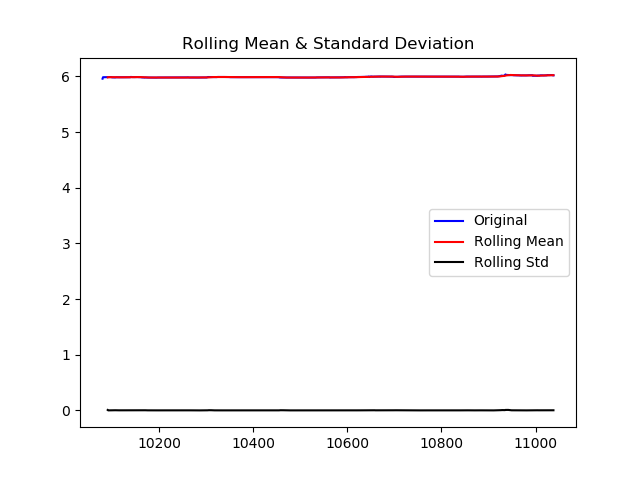 Rolling Mean & Standard Deviation
6
5
4
3
2
1
0
Original
Rolling Mean
Rolling Std
10200 10400 10600 10800 11000